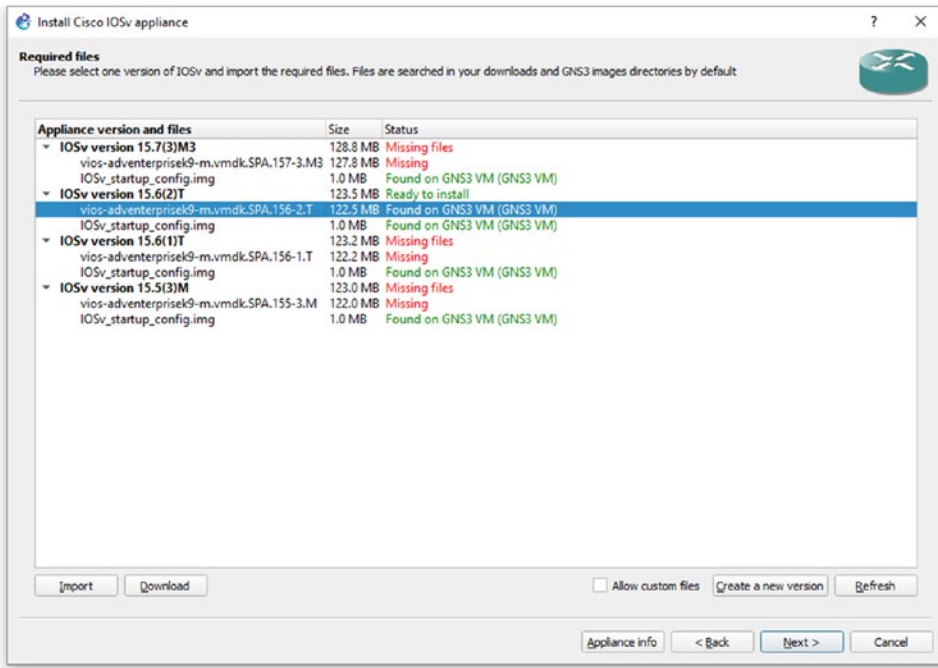 Install Cisco IOSv appliance ? ×
Required files
Please select one version of IOSv and import the required files. Files are searched in your downloads and GNS3 images directories by default
Appliance version and files Size Status
IOSv version 15.7(3)M3 128.8 MB Missing files
vios-adventerprisek9-m.vmdk.SPA.157-3.M3 127.8 MB Missing
IOSv_startup_config.img 1.0 MB Found on GNS3 VM (GNS3 VM)
IOSv version 15.6(2)T 123.5 MB Ready to install
vios-adventerprisek9-m.vmdk.SPA.156-2.T 122.5 MB Found on GNS3 VM (GNS3 VM)
IOSv_startup_config.img 1.0 MB Found on GNS3 VM (GNS3 VM)
IOSv version 15.6(1)T 123.2 MB Missing files
vios-adventerprisek9-m.vmdk.SPA.156-1.T 122.2 MB Missing
IOSv_startup_config.img 1.0 MB Found on GNS3 VM (GNS3 VM)
IOSv version 15.5(3)M 123.0 MB Missing files
vios-adventerprisek9-m.vmdk.SPA.155-3.M 122.0 MB Missing
IOSv_startup_config.img 1.0 MB Found on GNS3 VM (GNS3 VM)
Import Download Allow custom files Create a new version Refresh
Appliance info < Back Next > Cancel